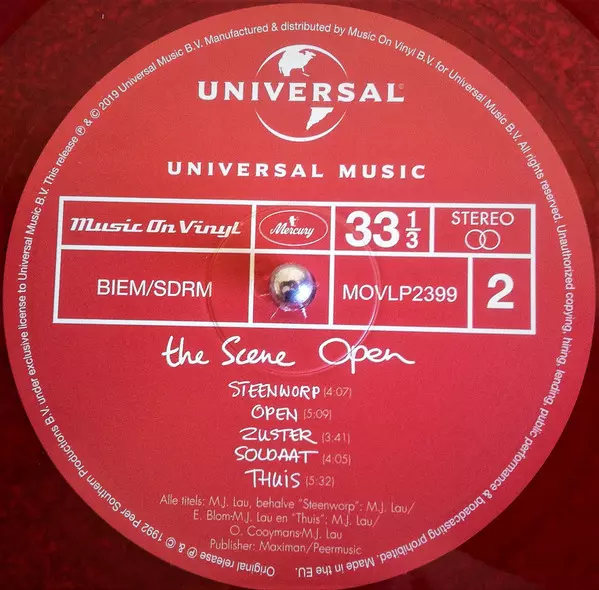 Original release ℗ & © 1992 Peer Southern Productions B.V. under exclusive license to Universal Music B.V. This release ℗ & © 2019 Universal Music B.V. Manufactured & distributed by Music On Vinyl B.V. for Universal Music B.V. All rights reserved. Unauthorized copying, hiring, lending, public performance & broadcasting prohibited. Made in the EU.
UNIVERSAL
UNIVERSAL MUSIC
Music On Vinyl
Mercury
33 1/3
STEREO
BIEM/SDRM
MOVLP2399
2
the Scene Open
STEENWORP (4:07)
OPEN (5:09)
ZUSTER (3:41)
SOLDAAT (4:05)
THUIS (5:32)
Alle titels: M.J. Lau, behalve "Steenworp": M.J. Lau/
E. Blom-M.J. Lau en "Thuis": M.J. Lau/
O. Cooymans-M.J. Lau
Publisher: Maximan/Peermusic